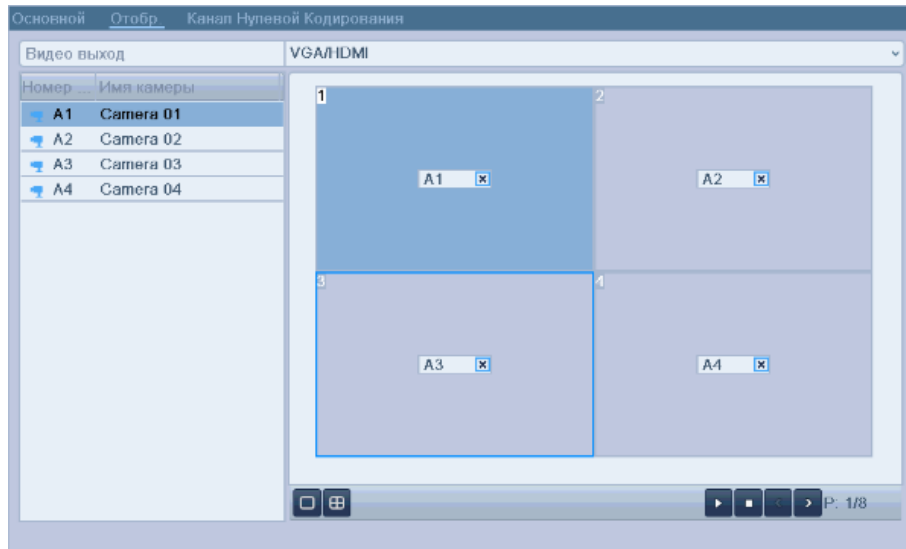 Основной Отобр_ Канал Нулевой Кодирования
Видео выход VGA/HDMI
Номер ... Имя камеры
A1 Camera 01
A2 Camera 02
A3 Camera 03
A4 Camera 04
1 2
A1 A2
3 4
A3 A4
P: 1/8